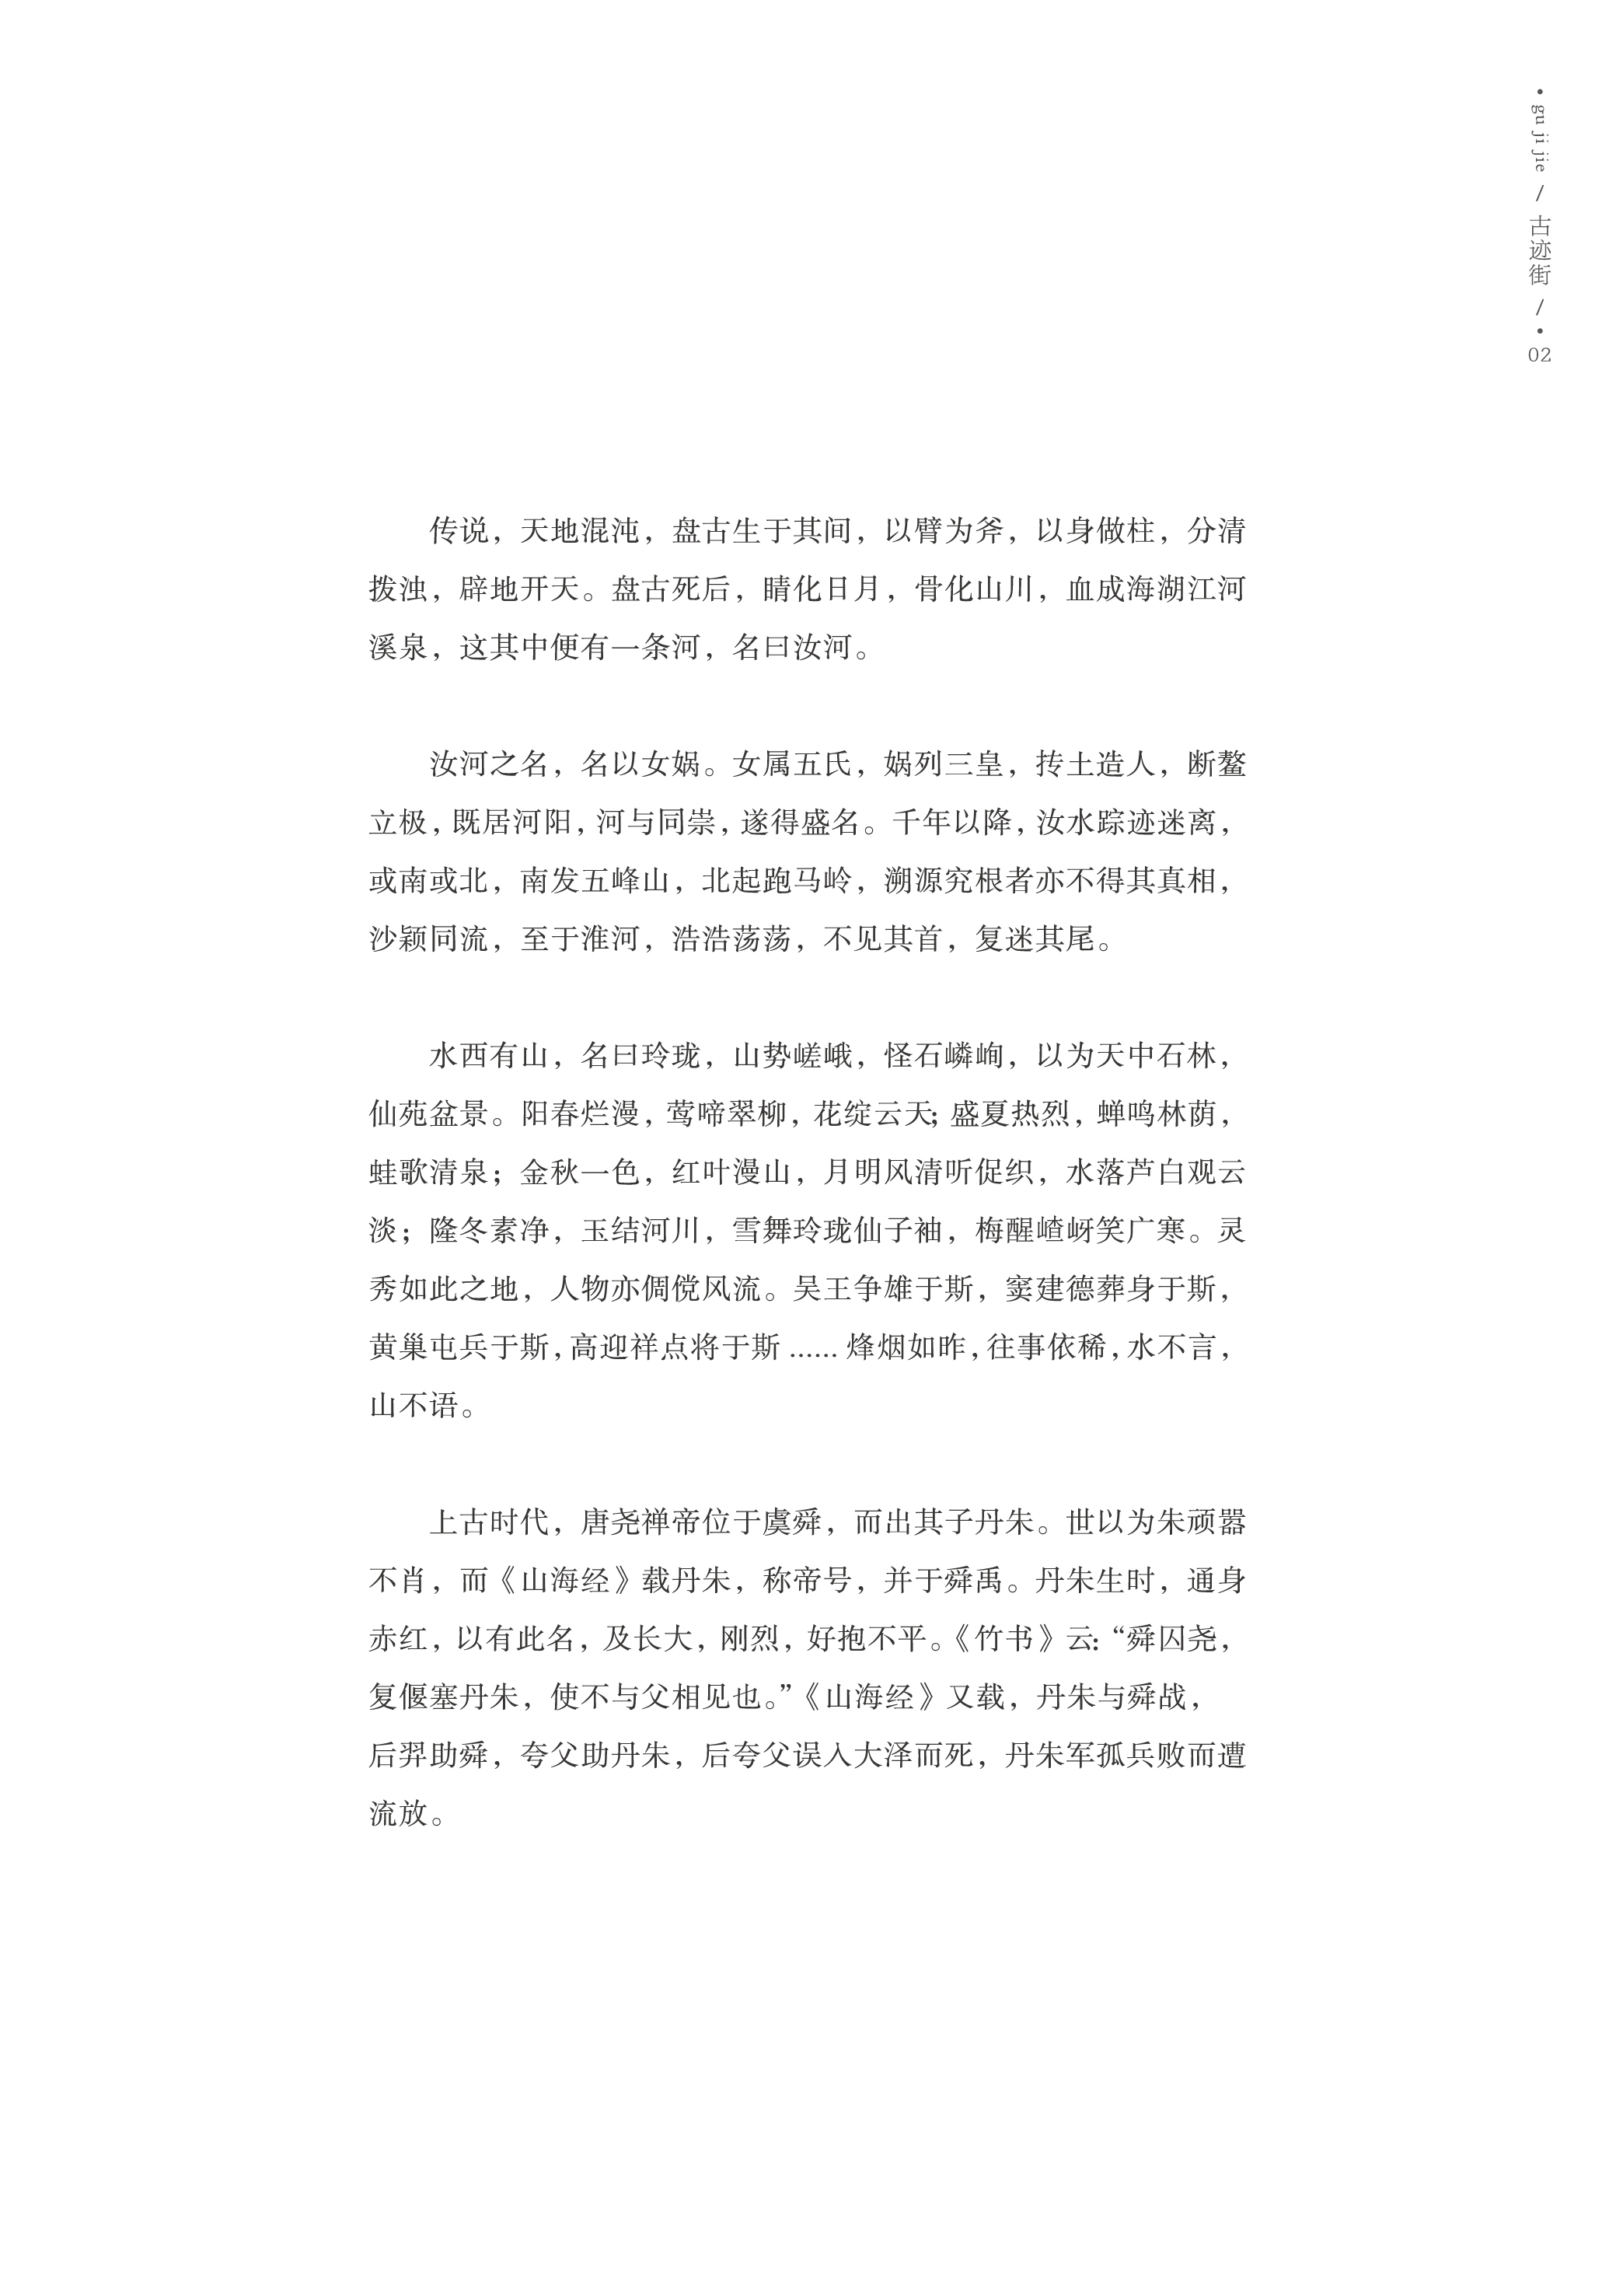 • gu ji jie / 古迹街 / •
02
传说，天地混沌，盘古生于其间，以臂为斧，以身做柱，分清
拨浊，辟地开天。盘古死后，睛化日月，骨化山川，血成海湖江河
溪泉，这其中便有一条河，名曰汝河。
汝河之名，名以女娲。女属五氏，娲列三皇，抟土造人，断鳌
立极，既居河阳，河与同崇，遂得盛名。千年以降，汝水踪迹迷离，
或南或北，南发五峰山，北起跑马岭，溯源究根者亦不得其真相，
沙颖同流，至于淮河，浩浩荡荡，不见其首，复迷其尾。
水西有山，名曰玲珑，山势嵯峨，怪石嶙峋，以为天中石林，
仙苑盆景。阳春烂漫，莺啼翠柳，花绽云天；盛夏热烈，蝉鸣林荫，
蛙歌清泉；金秋一色，红叶漫山，月明风清听促织，水落芦白观云
淡；隆冬素净，玉结河川，雪舞玲珑仙子袖，梅醒嵖岈笑广寒。灵
秀如此之地，人物亦倜傥风流。吴王争雄于斯，窦建德葬身于斯，
黄巢屯兵于斯，高迎祥点将于斯 ...... 烽烟如昨，往事依稀，水不言，
山不语。
上古时代，唐尧禅帝位于虞舜，而出其子丹朱。世以为朱顽嚣
不肖，而《山海经》载丹朱，称帝号，并于舜禹。丹朱生时，通身
赤红，以有此名，及长大，刚烈，好抱不平。《竹书》云：“舜囚尧，
复偃塞丹朱，使不与父相见也。”《山海经》又载，丹朱与舜战，
后羿助舜，夸父助丹朱，后夸父误入大泽而死，丹朱军孤兵败而遭
流放。